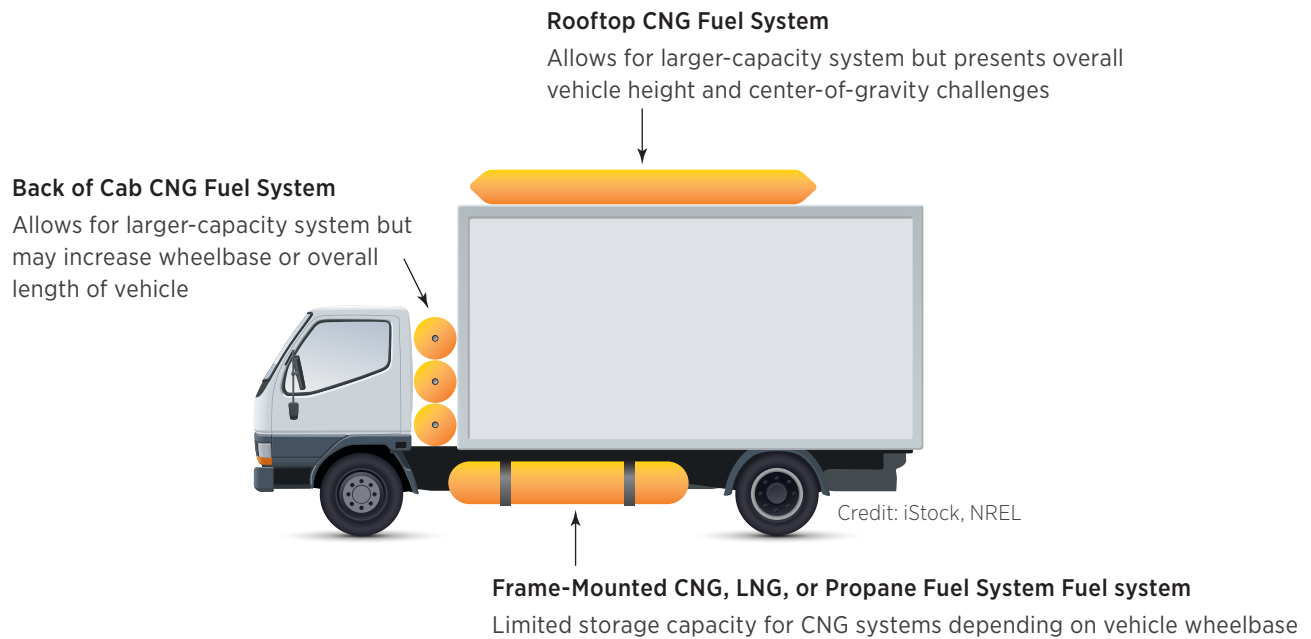 Rooftop CNG Fuel System
Allows for larger-capacity system but presents overall
vehicle height and center-of-gravity challenges
Back of Cab CNG Fuel System
Allows for larger-capacity system but
may increase wheelbase or overall
length of vehicle
Credit: iStock, NREL
Frame-Mounted CNG, LNG, or Propane Fuel System Fuel system
Limited storage capacity for CNG systems depending on vehicle wheelbase